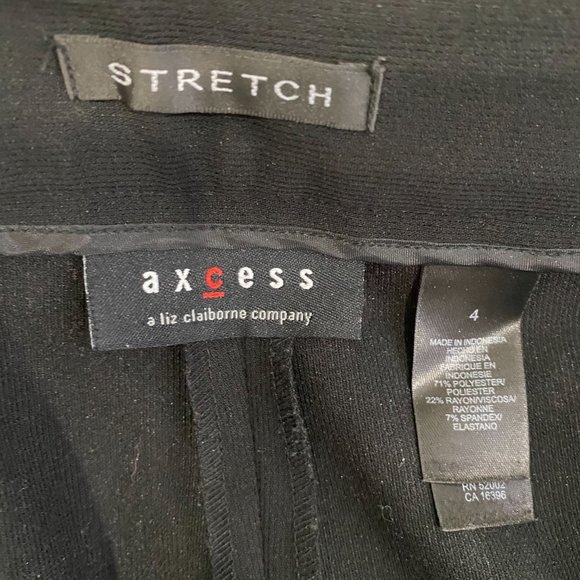 STRETCH
axcess
a liz claiborne company
4
MADE IN INDONESIA
HECHO EN
INDONESIA
FABRIQUE EN
INDONESIE
71% POLYESTER/
POLIESTER
22% RAYON/VISCOSA/
RAYONNE
7% SPANDEX/
ELASTANO
RN 52002
CA 16396